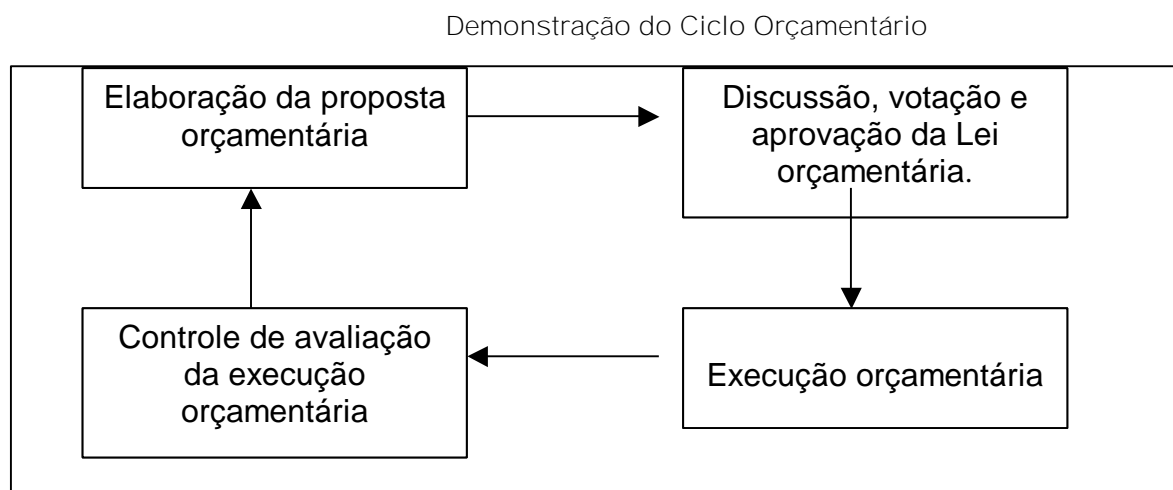 Demonstração do Ciclo Orçamentário
Elaboração da proposta
orçamentária
Discussão, votação e
aprovação da Lei
orçamentária.
Controle de avaliação
da execução
orçamentária
Execução orçamentária